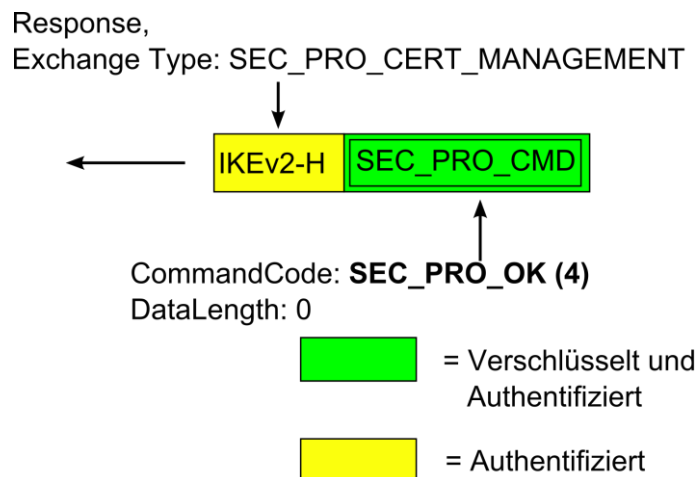 Response,
Exchange Type: SEC_PRO_CERT_MANAGEMENT
IKEv2-H SEC_PRO_CMD
CommandCode: SEC_PRO_OK (4)
DataLength: 0
= Verschlüsselt und
Authentifiziert
= Authentifiziert